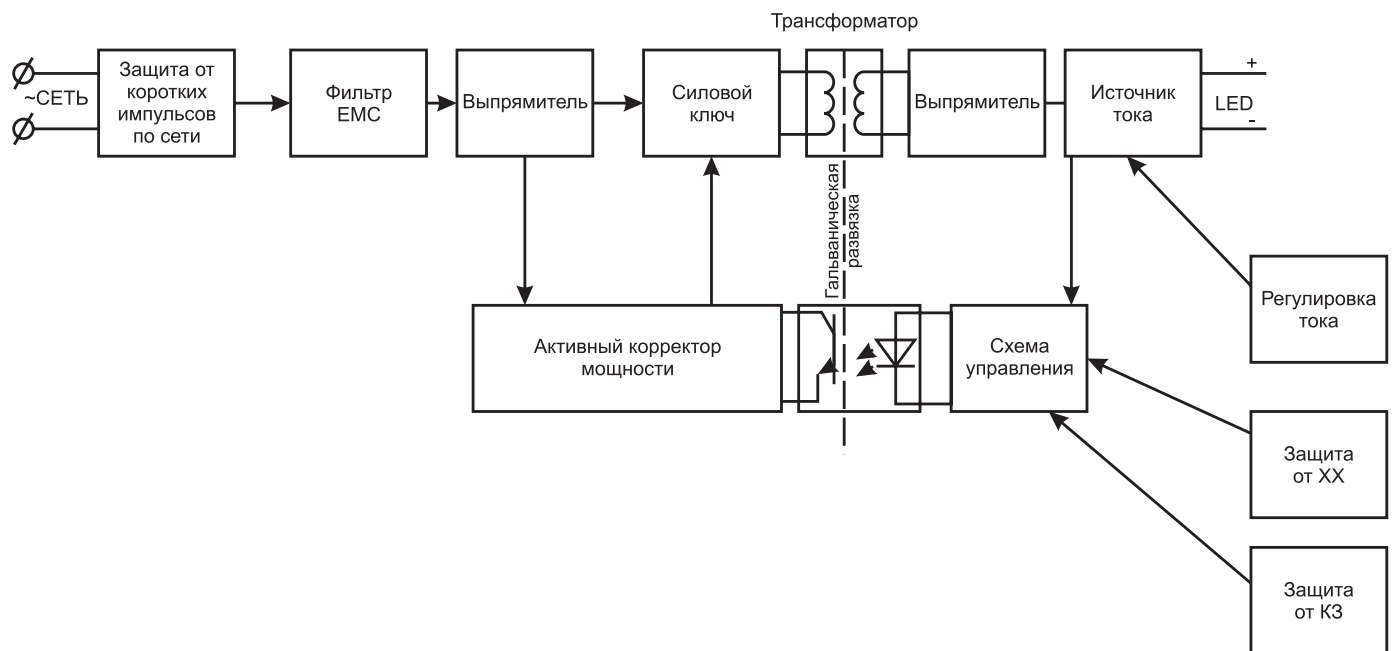 Трансформатор
~СЕТЬ
Защита от
коротких
импульсов
по сети
Фильтр
ЕМС
Выпрямитель
Силовой
ключ
Выпрямитель
Источник
тока
+
LED
-
Гальваническая
развязка
Регулировка
тока
Активный корректор
мощности
Схема
управления
Защита
от ХХ
Защита
от КЗ